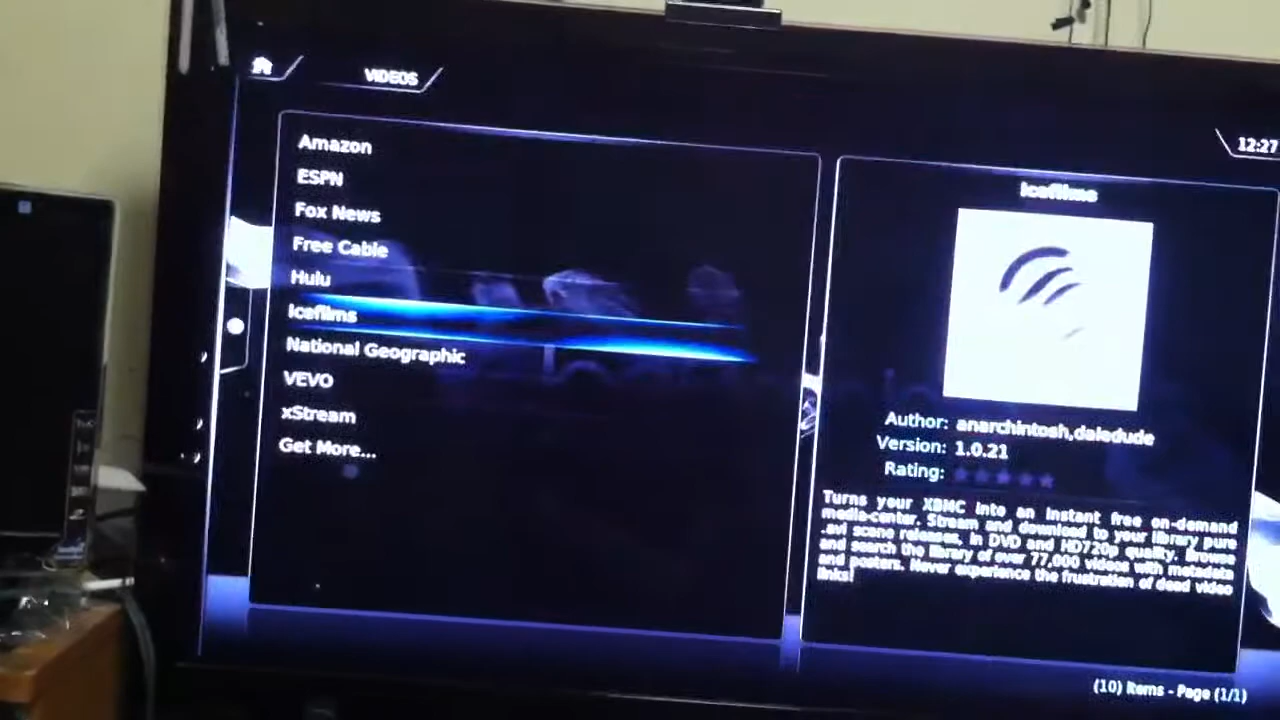 VIDEOS
12:27
Amazon
ESPN
Fox News
Free Cable
Hulu
Icefilms
National Geographic
VEVO
xStream
Get More...
Icefilms
Author: anarchintosh,daledude
Version: 1.0.21
Rating:
Turns your XBMC into an instant free on-demand
media-center. Stream and download to your library pure
.avi scene releases, in DVD and HD720p quality. Browse
and search the library of over 77,000 videos with metadata
and posters. Never experience the frustration of dead video
links!
(10) Items - Page (1/1)